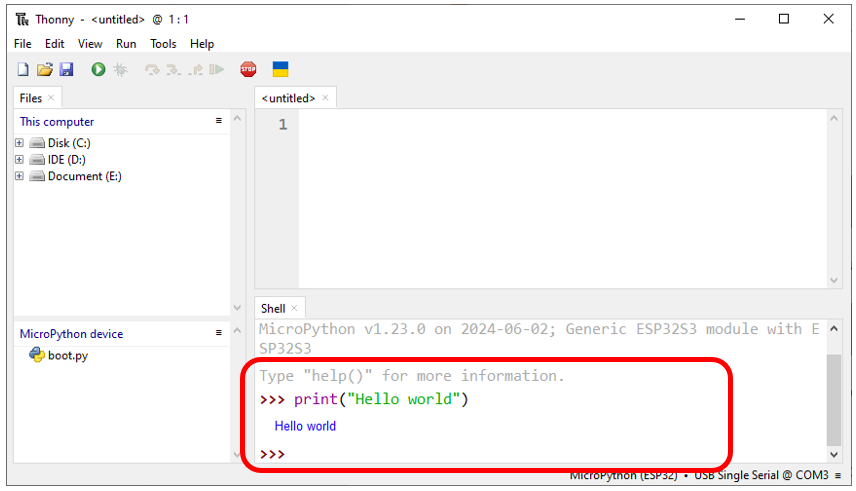 Thonny - <untitled> @ 1 : 1
File Edit View Run Tools Help
STOP
Files
This computer
Disk (C:)
IDE (D:)
Document (E:)
MicroPython device
boot.py
<untitled>
1
Shell
MicroPython v1.23.0 on 2024-06-02; Generic ESP32S3 module with E
SP32S3
Type "help()" for more information.
>>> print("Hello world")
Hello world
>>>
MicroPython (ESP32) • USB Single Serial @ COM3 ≡